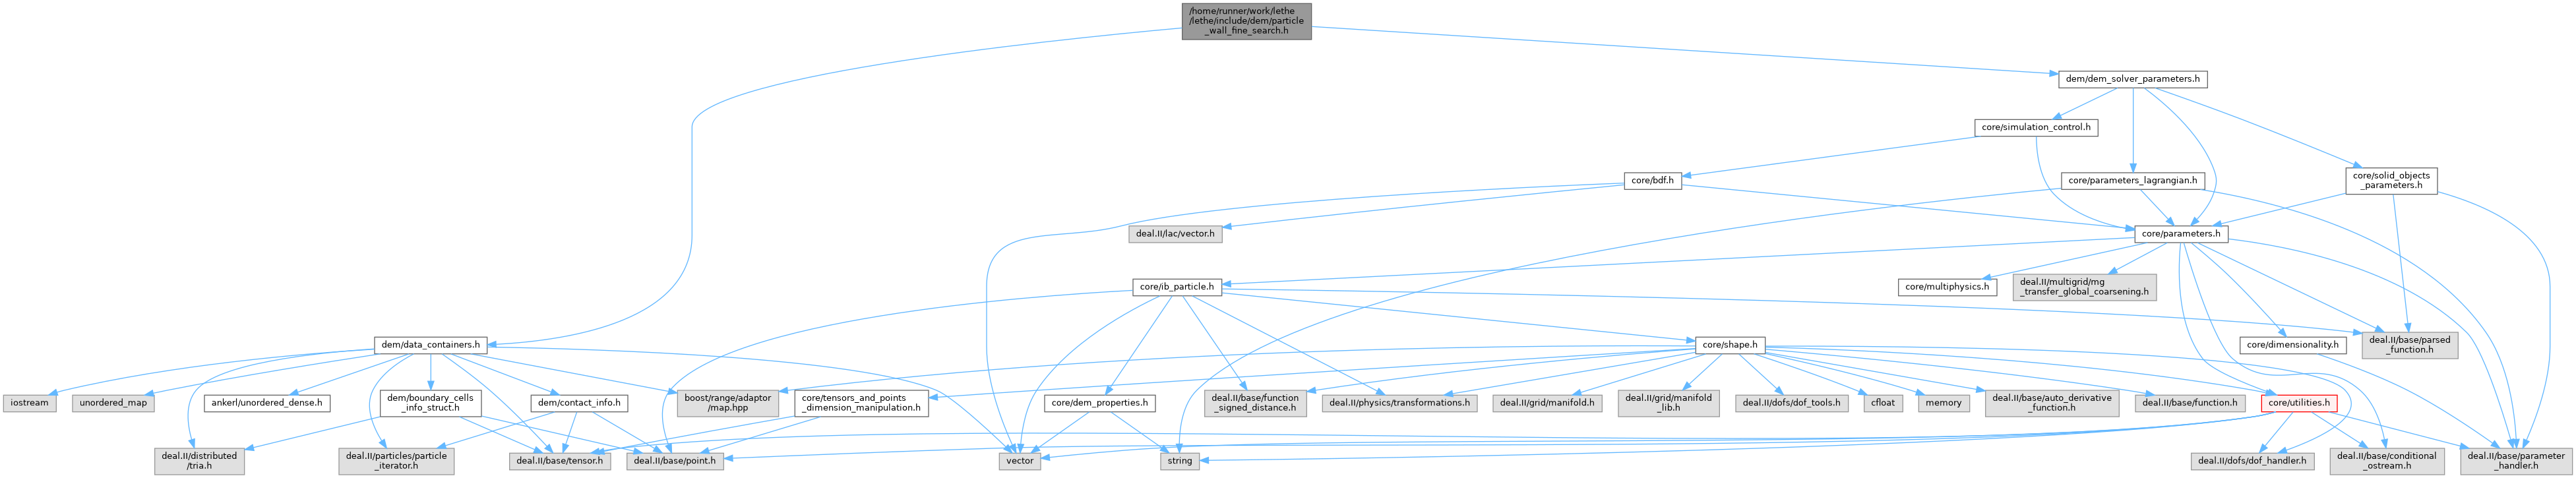 /home/runner/work/lethe
/lethe/include/dem/particle
_wall_fine_search.h
dem/dem_solver_parameters.h
core/simulation_control.h
core/bdf.h
core/parameters_lagrangian.h
core/solid_objects
_parameters.h
deal.II/lac/vector.h
core/parameters.h
core/ib_particle.h
core/multiphysics.h
deal.II/multigrid/mg
_transfer_global_coarsening.h
dem/data_containers.h
core/shape.h
core/dimensionality.h
deal.II/base/parsed
_function.h
iostream
unordered_map
ankerl/unordered_dense.h
dem/boundary_cells
_info_struct.h
dem/contact_info.h
boost/range/adaptor
/map.hpp
core/tensors_and_points
_dimension_manipulation.h
core/dem_properties.h
deal.II/base/function
_signed_distance.h
deal.II/physics/transformations.h
deal.II/grid/manifold.h
deal.II/grid/manifold
_lib.h
deal.II/dofs/dof_tools.h
cfloat
memory
deal.II/base/auto_derivative
_function.h
deal.II/base/function.h
core/utilities.h
deal.II/distributed
/tria.h
deal.II/particles/particle
_iterator.h
deal.II/base/tensor.h
deal.II/base/point.h
vector
string
deal.II/dofs/dof_handler.h
deal.II/base/conditional
_ostream.h
deal.II/base/parameter
_handler.h